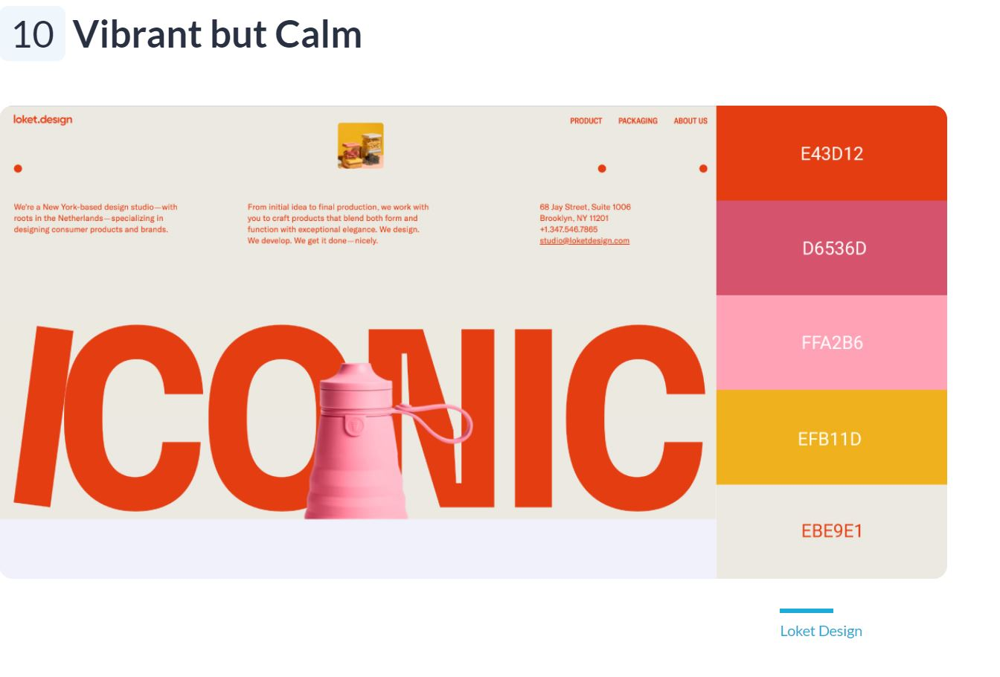 10 Vibrant but Calm
loket.design
PRODUCT PACKAGING ABOUT US
We're a New York-based design studio—with
roots in the Netherlands—specializing in
designing consumer products and brands.
From initial idea to final production, we work with
you to craft products that blend both form and
function with exceptional elegance. We design.
We develop. We get it done—nicely.
68 Jay Street, Suite 1006
Brooklyn, NY 11201
+1.347.546.7865
studio@loketdesign.com
ICONIC
E43D12
D6536D
FFA2B6
EFB11D
EBE9E1
Loket Design